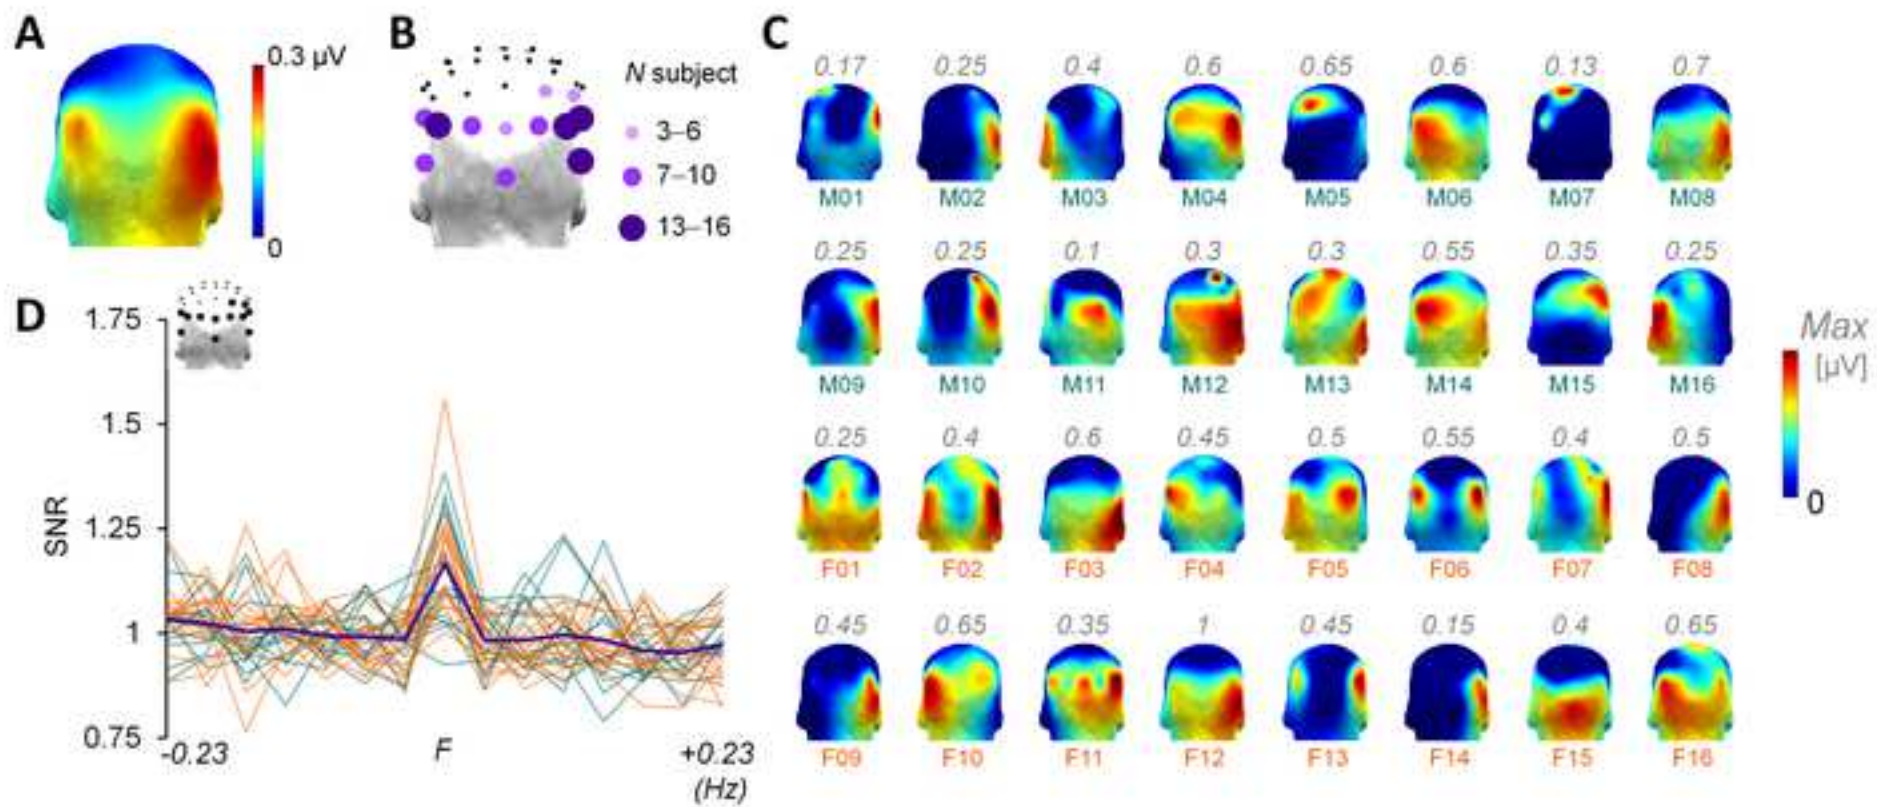 A
0.3 µV
0
B
N subject
3–6
7–10
13–16
C
0.17 0.25 0.4 0.6 0.65 0.6 0.13 0.7
M01 M02 M03 M04 M05 M06 M07 M08
0.25 0.25 0.1 0.3 0.3 0.55 0.35 0.25
M09 M10 M11 M12 M13 M14 M15 M16
0.25 0.4 0.6 0.45 0.5 0.55 0.4 0.5
F01 F02 F03 F04 F05 F06 F07 F08
0.45 0.65 0.35 1 0.45 0.15 0.4 0.65
F09 F10 F11 F12 F13 F14 F15 F16
Max
[µV]
0
D
1.75
1.5
1.25
1
0.75
SNR
-0.23 F +0.23
(Hz)